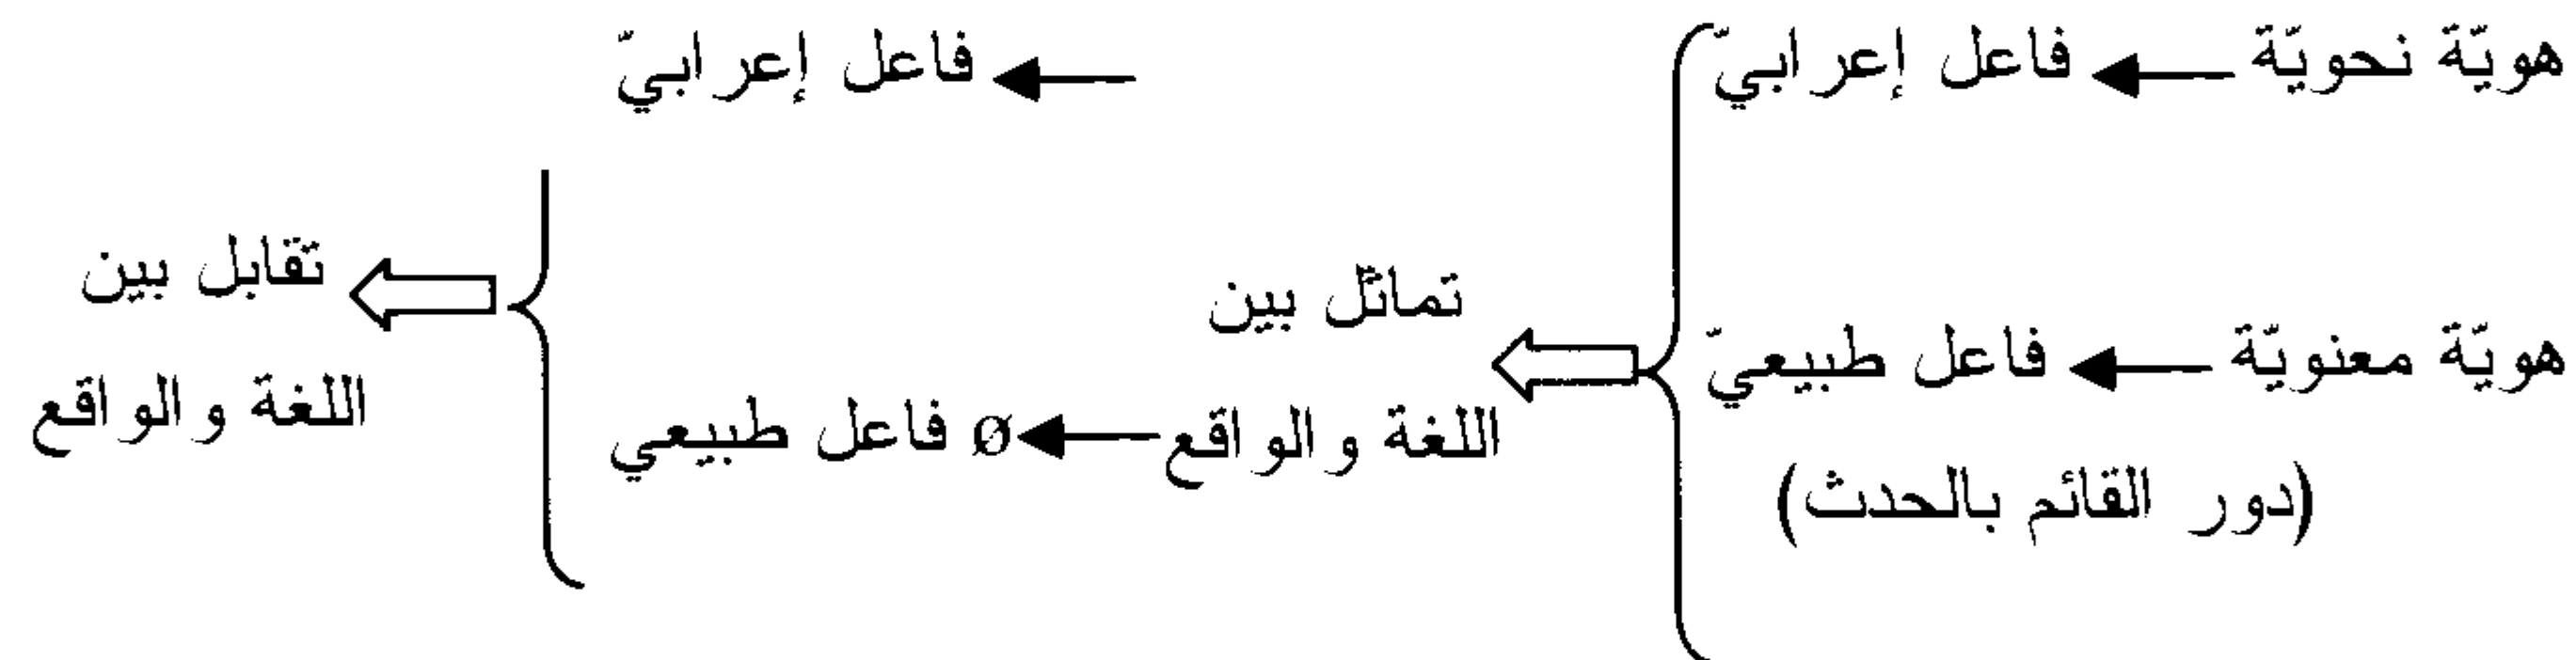 هويّة نحويّة ← فاعل إعرابيّ ← فاعل إعرابيّ
هويّة معنويّة ← فاعل طبيعيّ
(دور القائم بالحدث)
تماثل بين
اللغة والواقع ← Ø فاعل طبيعي
تقابل بين
اللغة والواقع